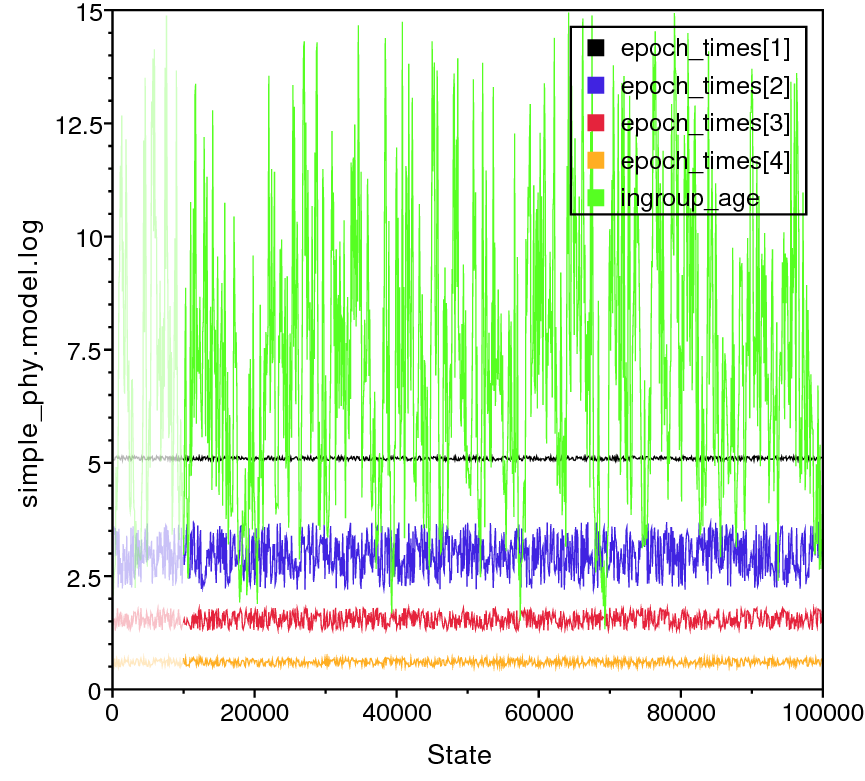 15
12.5
10
7.5
5
2.5
0
simple_phy.model.log
epoch_times[1]
epoch_times[2]
epoch_times[3]
epoch_times[4]
ingroup_age
0 20000 40000 60000 80000 100000
State